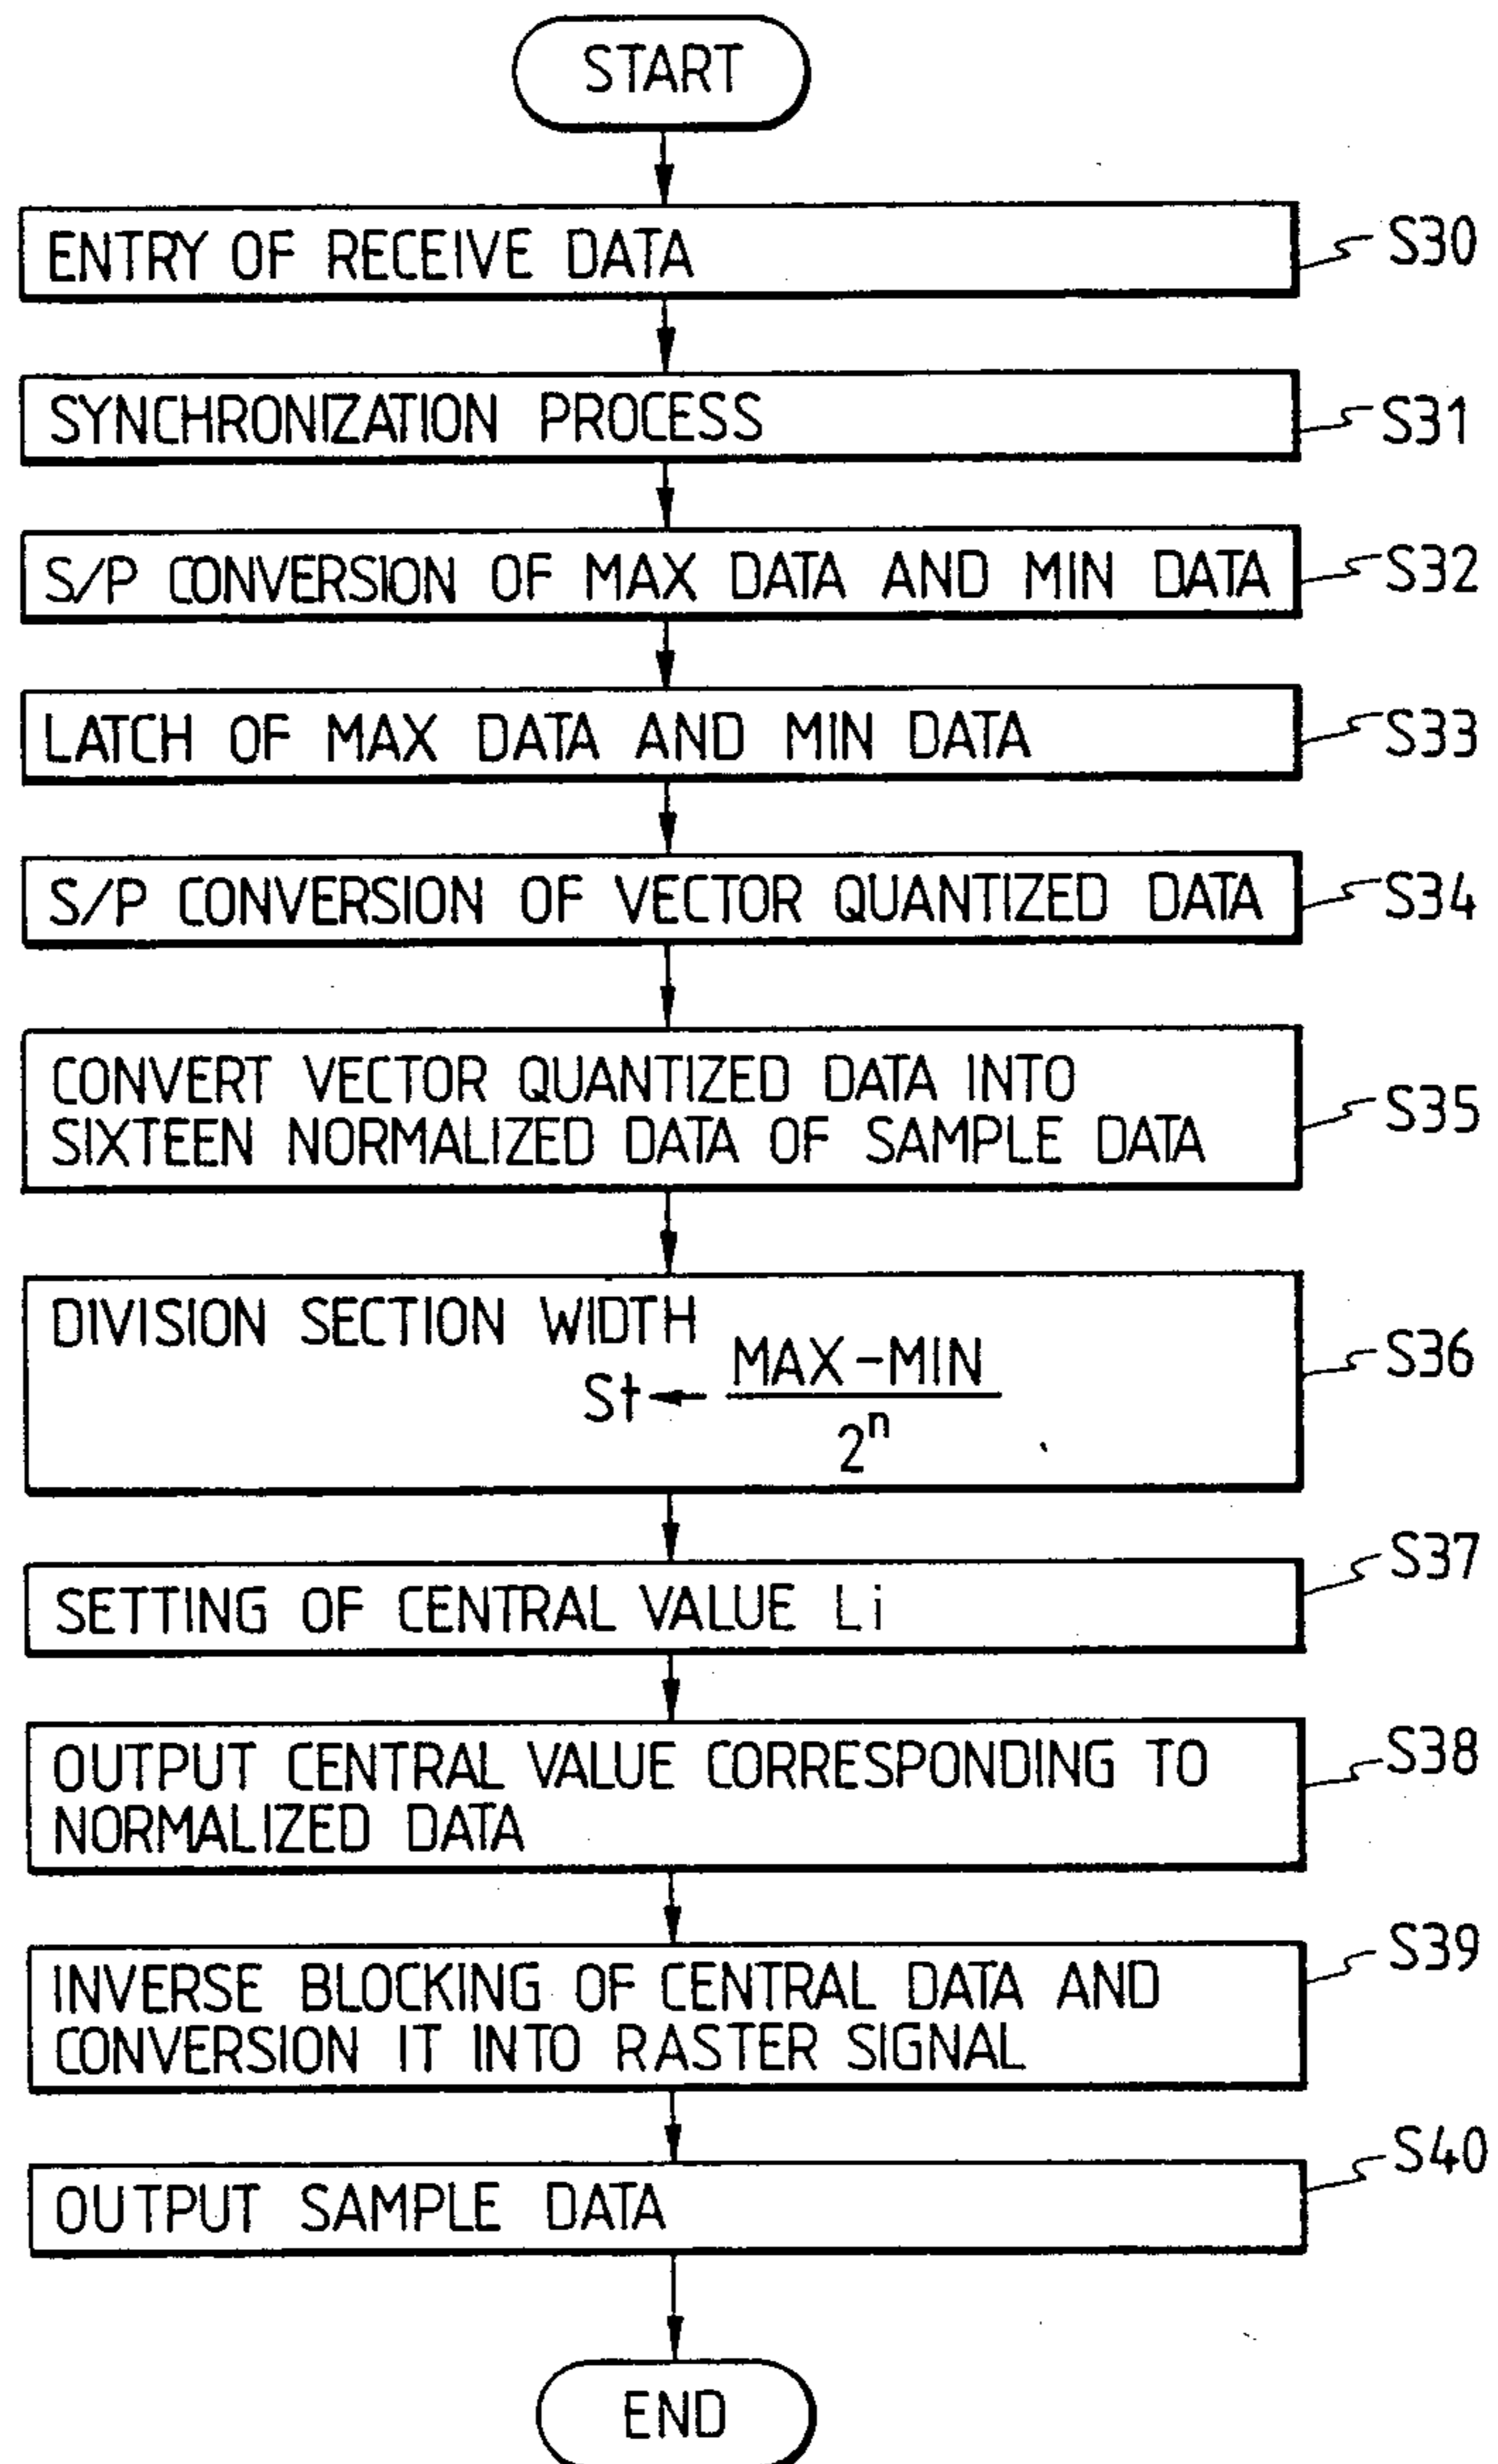 START
ENTRY OF RECEIVE DATA
S30
SYNCHRONIZATION PROCESS
S31
S/P CONVERSION OF MAX DATA AND MIN DATA
S32
LATCH OF MAX DATA AND MIN DATA
S33
S/P CONVERSION OF VECTOR QUANTIZED DATA
S34
CONVERT VECTOR QUANTIZED DATA INTO
SIXTEEN NORMALIZED DATA OF SAMPLE DATA
S35
DIVISION SECTION WIDTH
St ← MAX-MIN
2^n
S36
SETTING OF CENTRAL VALUE Li
S37
OUTPUT CENTRAL VALUE CORRESPONDING TO
NORMALIZED DATA
S38
INVERSE BLOCKING OF CENTRAL DATA AND
CONVERSION IT INTO RASTER SIGNAL
S39
OUTPUT SAMPLE DATA
S40
END